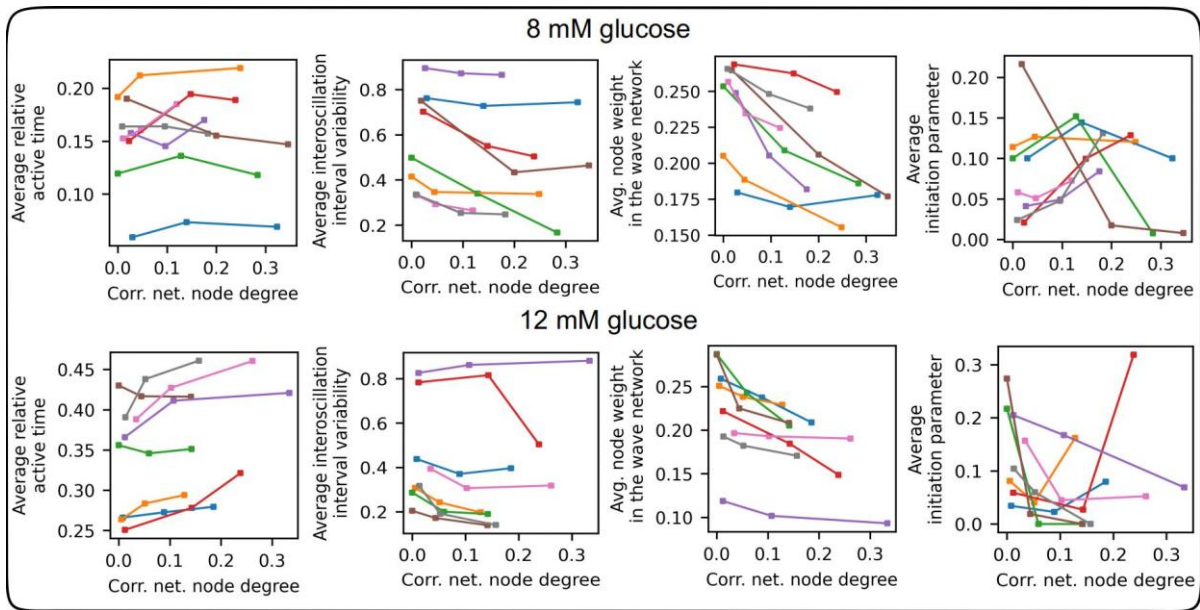 8 mM glucose
Average relative
active time
0.20
0.15
0.10
0.0 0.1 0.2 0.3
Corr. net. node degree
Average interoscillation
interval variability
0.8
0.6
0.4
0.2
0.0 0.1 0.2 0.3
Corr. net. node degree
Avg. node weight
in the wave network
0.250
0.225
0.200
0.175
0.150
0.0 0.1 0.2 0.3
Corr. net. node degree
Average
initiation parameter
0.20
0.15
0.10
0.05
0.00
0.0 0.1 0.2 0.3
Corr. net. node degree
12 mM glucose
Average relative
active time
0.45
0.40
0.35
0.30
0.25
0.0 0.1 0.2 0.3
Corr. net. node degree
Average interoscillation
interval variability
0.8
0.6
0.4
0.2
0.0 0.1 0.2 0.3
Corr. net. node degree
Avg. node weight
in the wave network
0.25
0.20
0.15
0.10
0.0 0.1 0.2 0.3
Corr. net. node degree
Average
initiation parameter
0.3
0.2
0.1
0.0
0.0 0.1 0.2 0.3
Corr. net. node degree